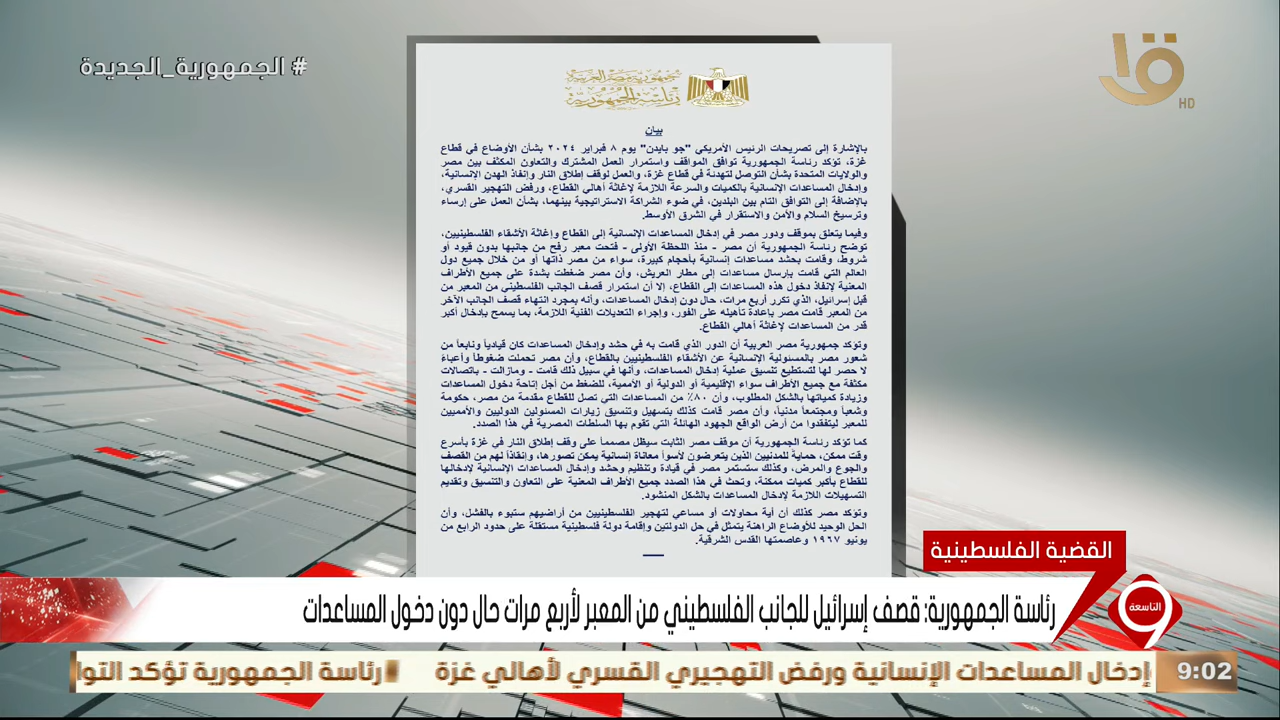 # الجمهورية_الجديدة
HD
جمهورية مصر العربية
رئاسة الجمهورية
بيان
بالإشارة إلى تصريحات الرئيس الأمريكي "جو بايدن" يوم ٨ فبراير ٢٠٢٤ بشأن الأوضاع في قطاع
غزة، تؤكد رئاسة الجمهورية توافق المواقف واستمرار العمل المشترك والتعاون المكثف بين مصر
والولايات المتحدة بشأن التوصل لتهدئة في قطاع غزة، والعمل لوقف إطلاق النار وإنفاذ الهدن الإنسانية،
وإدخال المساعدات الإنسانية بالكميات والسرعة اللازمة لإغاثة أهالي القطاع، ورفض التهجير القسري،
بالإضافة إلى التوافق التام بين البلدين، في ضوء الشراكة الاستراتيجية بينهما، بشأن العمل على إرساء
وترسيخ السلام والأمن والاستقرار في الشرق الأوسط.
وفيما يتعلق بموقف ودور مصر في إدخال المساعدات الإنسانية إلى القطاع وإغاثة الأشقاء الفلسطينيين،
توضح رئاسة الجمهورية أن مصر - منذ اللحظة الأولى - فتحت معبر رفح من جانبها بدون قيود أو
شروط، وقامت بحشد مساعدات إنسانية بأحجام كبيرة، سواء من مصر ذاتها أو من خلال جميع دول
العالم التي قامت بإرسال مساعدات إلى مطار العريش، وأن مصر ضغطت بشدة على جميع الأطراف
المعنية لإنفاذ دخول هذه المساعدات إلى القطاع، إلا أن استمرار قصف الجانب الفلسطيني من المعبر من
قبل إسرائيل، الذي تكرر أربع مرات، حال دون إدخال المساعدات، وأنه بمجرد انتهاء قصف الجانب الآخر
من المعبر قامت مصر بإعادة تأهيله على الفور، وإجراء التعديلات الفنية اللازمة، بما يسمح بإدخال أكبر
قدر من المساعدات لإغاثة أهالي القطاع.
وتؤكد جمهورية مصر العربية أن الدور الذي قامت به في حشد وإدخال المساعدات كان قيادياً ونابعاً من
شعور مصر بالمسئولية الإنسانية عن الأشقاء الفلسطينيين بالقطاع، وأن مصر تحملت ضغوطاً وأعباءً
لا حصر لها لتستطيع تنسيق عملية إدخال المساعدات، وأنها في سبيل ذلك قامت - ومازالت - باتصالات
مكثفة مع جميع الأطراف سواء الإقليمية أو الدولية أو الأممية، للضغط من أجل إتاحة دخول المساعدات
وزيادة كمياتها بالشكل المطلوب، وأن ٨٠٪ من المساعدات التي تصل للقطاع مقدمة من مصر، حكومة
وشعباً ومجتمعاً مدنياً، وأن مصر قامت كذلك بتسهيل وتنسيق زيارات المسئولين الدوليين والأمميين
للمعبر ليتفقدوا من أرض الواقع الجهود الهائلة التي تقوم بها السلطات المصرية في هذا الصدد.
كما تؤكد رئاسة الجمهورية أن موقف مصر الثابت سيظل مصمماً على وقف إطلاق النار في غزة بأسرع
وقت ممكن، حمايةً للمدنيين الذين يتعرضون لأسوأ معاناة إنسانية يمكن تصورها، وإنقاذاً لهم من القصف
والجوع والمرض، وكذلك ستستمر مصر في قيادة وتنظيم وحشد وإدخال المساعدات الإنسانية لإدخالها
للقطاع بأكبر كميات ممكنة، وتحث في هذا الصدد جميع الأطراف المعنية على التعاون والتنسيق وتقديم
التسهيلات اللازمة لإدخال المساعدات بالشكل المنشود.
وتؤكد مصر كذلك أن أية محاولات أو مساعي لتهجير الفلسطينيين من أراضيهم ستبوء بالفشل، وأن
الحل الوحيد للأوضاع الراهنة يتمثل في حل الدولتين وإقامة دولة فلسطينية مستقلة على حدود الرابع من
يونيو ١٩٦٧ وعاصمتها القدس الشرقية.
القضية الفلسطينية
التاسعة
رئاسة الجمهورية: قصف إسرائيل للجانب الفلسطيني من المعبر لأربع مرات حال دون دخول المساعدات
9:02
إدخال المساعدات الإنسانية ورفض التهجيري القسري لأهالي غزة
رئاسة الجمهورية تؤكد التوا